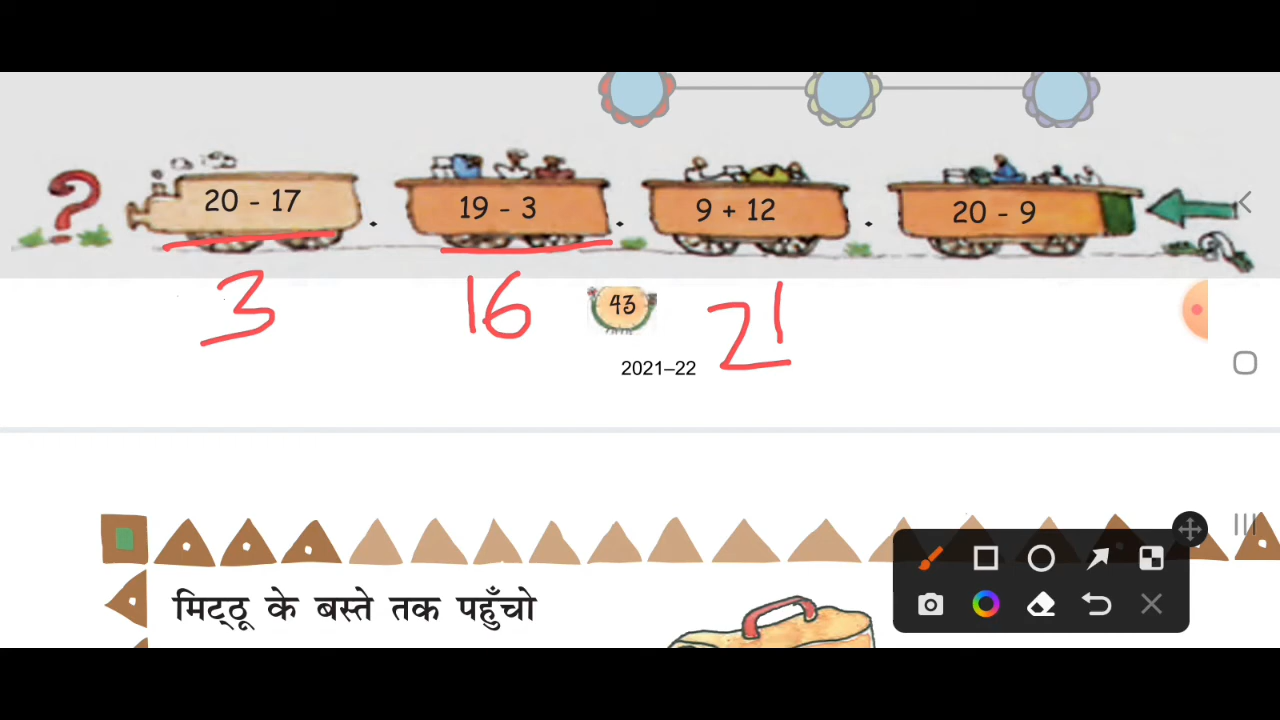 ?
20 - 17 . 19 - 3 . 9 + 12 . 20 - 9
3 16 43 21
2021–22
मिट्ठू के बस्ते तक पहुँचो